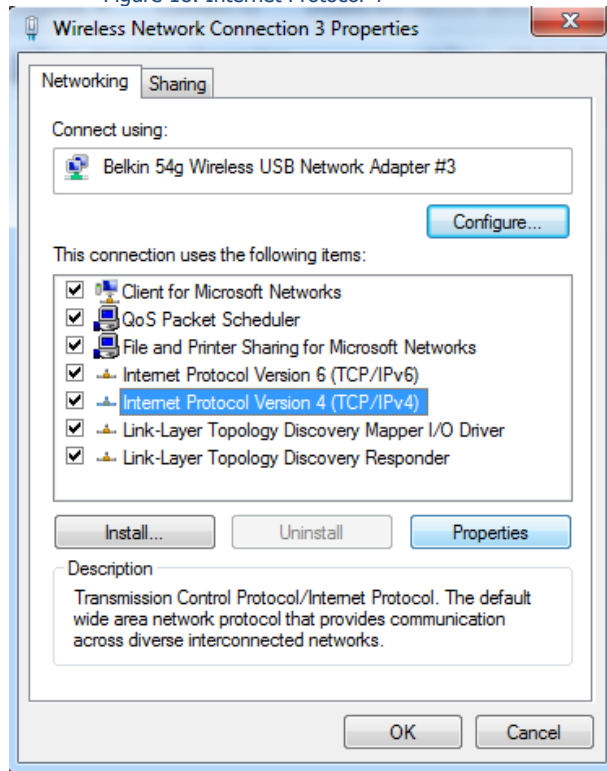 Wireless Network Connection 3 Properties
Networking Sharing
Connect using:
Belkin 54g Wireless USB Network Adapter #3
Configure...
This connection uses the following items:
Client for Microsoft Networks
QoS Packet Scheduler
File and Printer Sharing for Microsoft Networks
Internet Protocol Version 6 (TCP/IPv6)
Internet Protocol Version 4 (TCP/IPv4)
Link-Layer Topology Discovery Mapper I/O Driver
Link-Layer Topology Discovery Responder
Install... Uninstall Properties
Description
Transmission Control Protocol/Internet Protocol. The default
wide area network protocol that provides communication
across diverse interconnected networks.
OK Cancel